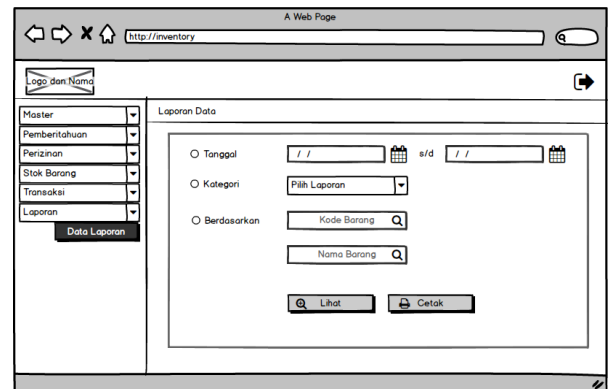 A Web Page
http://inventory
Logo dan Nama
Master
Pemberitahuan
Perizinan
Stok Barang
Transaksi
Laporan
Data Laporan
Laporan Data
Tanggal / / s/d / /
Kategori Pilih Laporan
Berdasarkan Kode Barang
Nama Barang
Lihat Cetak